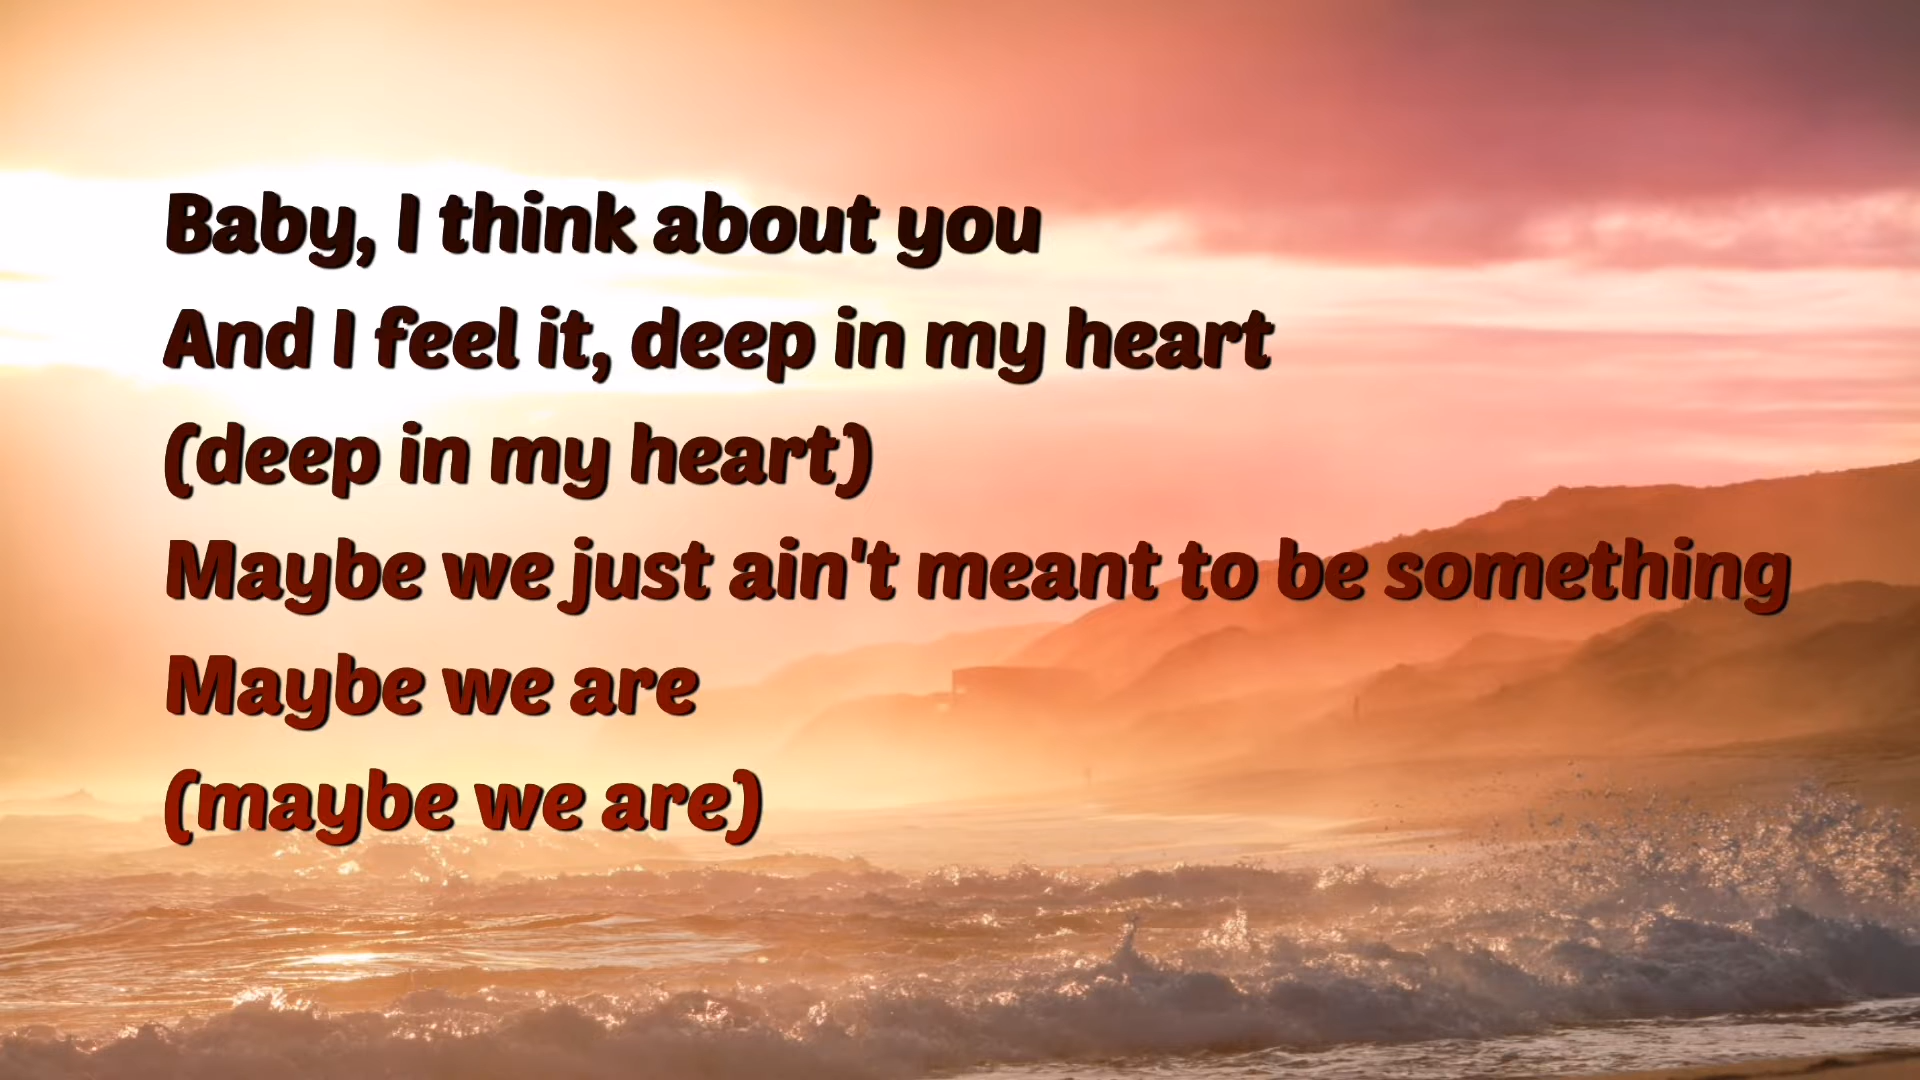 Baby, I think about you
And I feel it, deep in my heart
(deep in my heart)
Maybe we just ain't meant to be something
Maybe we are
(maybe we are)